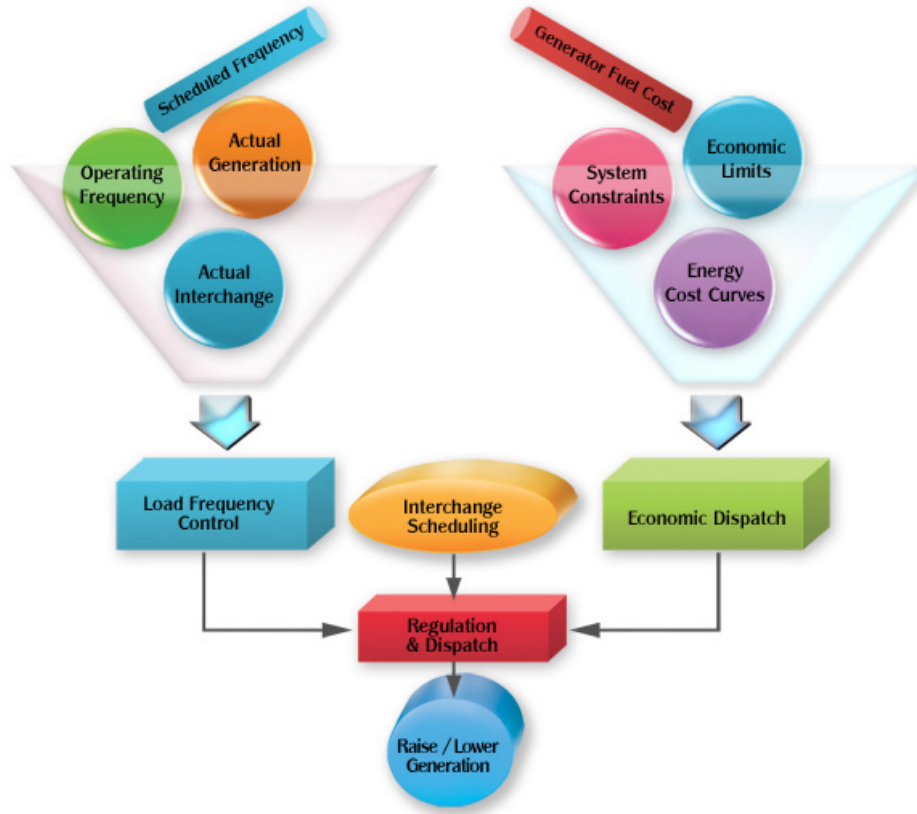 Scheduled Frequency
Generator Fuel Cost
Operating
Frequency
Actual
Generation
Actual
Interchange
System
Constraints
Economic
Limits
Energy
Cost Curves
Load Frequency
Control
Interchange
Scheduling
Economic Dispatch
Regulation
& Dispatch
Raise / Lower
Generation